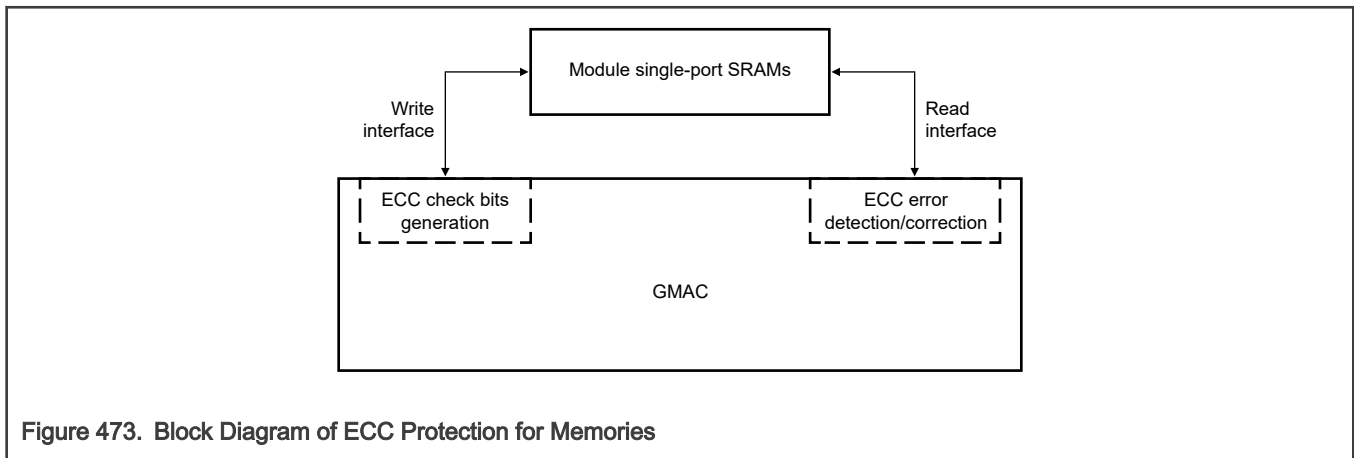 Module single-port SRAMs
Write
interface
Read
interface
ECC check bits
generation
ECC error
detection/correction
GMAC
Figure 473. Block Diagram of ECC Protection for Memories